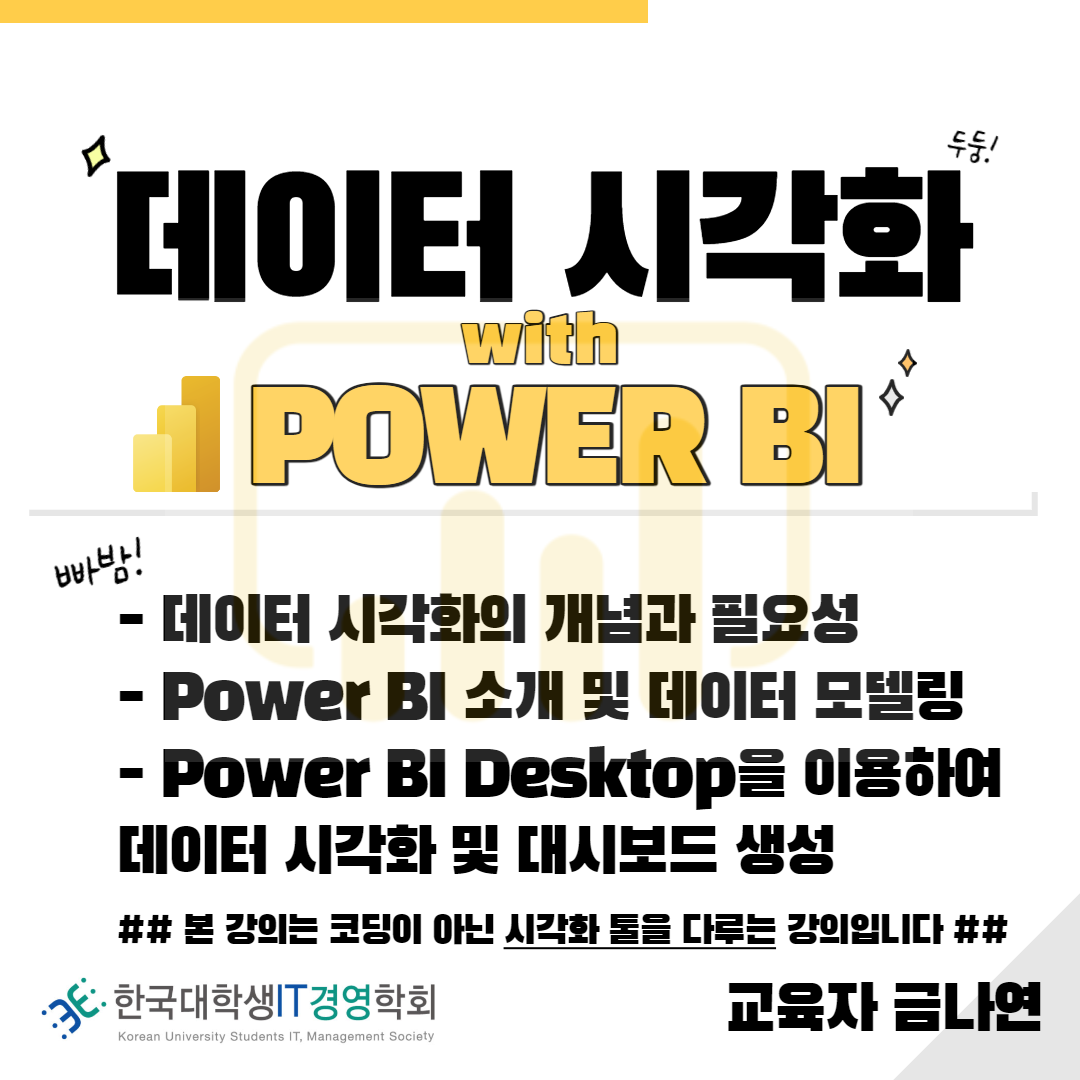 두둥!
데이터 시각화
with
POWER BI
빠밤!
- 데이터 시각화의 개념과 필요성
- Power BI 소개 및 데이터 모델링
- Power BI Desktop을 이용하여
데이터 시각화 및 대시보드 생성
## 본 강의는 코딩이 아닌 시각화 툴을 다루는 강의입니다 ##
한국대학생IT경영학회
Korean University Students IT, Management Society
교육자 금나연